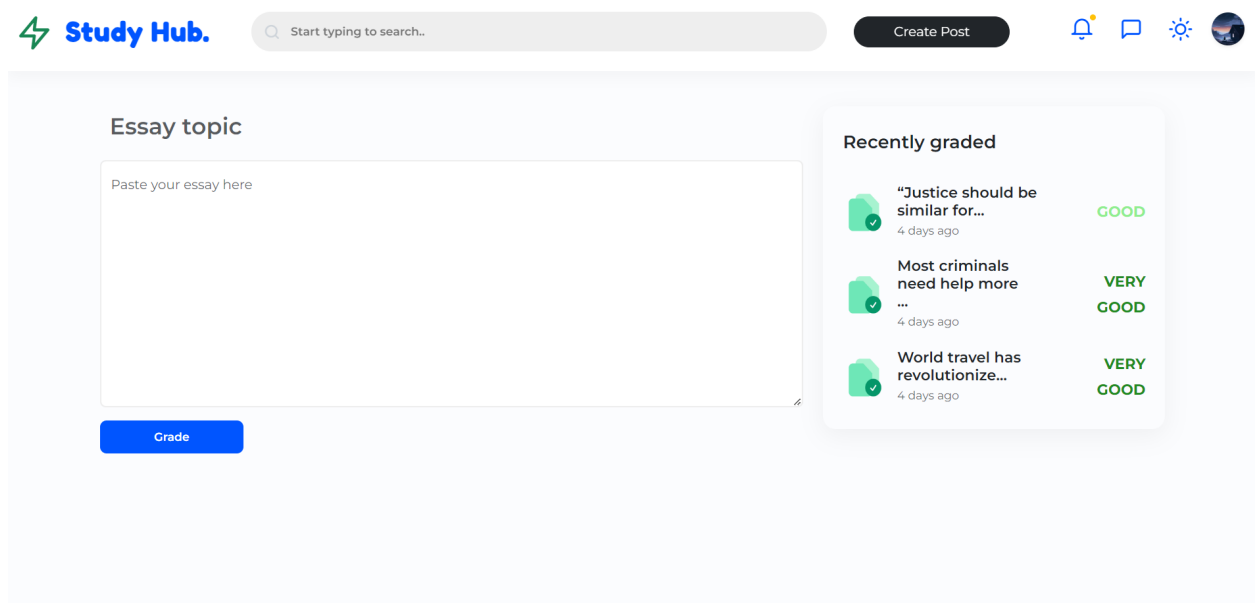 Study Hub.
Start typing to search..
Create Post
Essay topic
Paste your essay here
Grade
Recently graded
“Justice should be
similar for...
4 days ago
GOOD
Most criminals
need help more
...
4 days ago
VERY
GOOD
World travel has
revolutionize...
4 days ago
VERY
GOOD